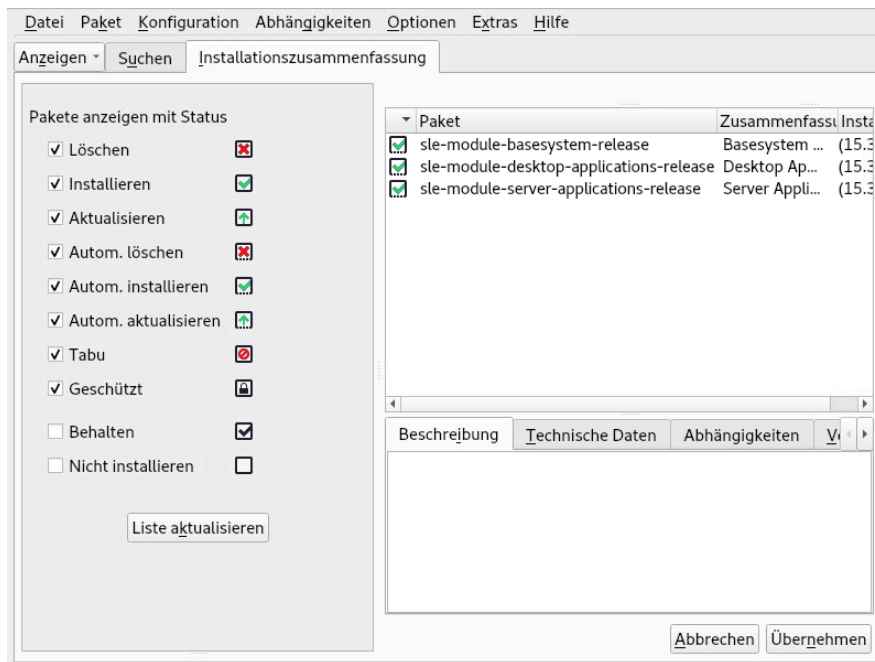 Datei Paket Konfiguration Abhängigkeiten Optionen Extras Hilfe
Anzeigen Suchen Installationszusammenfassung
Pakete anzeigen mit Status
Löschen
Installieren
Aktualisieren
Autom. löschen
Autom. installieren
Autom. aktualisieren
Tabu
Geschützt
Behalten
Nicht installieren
Liste aktualisieren
Paket Zusammenfassu Insta
sle-module-basesystem-release Basesystem ... (15.3
sle-module-desktop-applications-release Desktop Ap... (15.3
sle-module-server-applications-release Server Appli... (15.3
Beschreibung Technische Daten Abhängigkeiten
Abbrechen Übernehmen